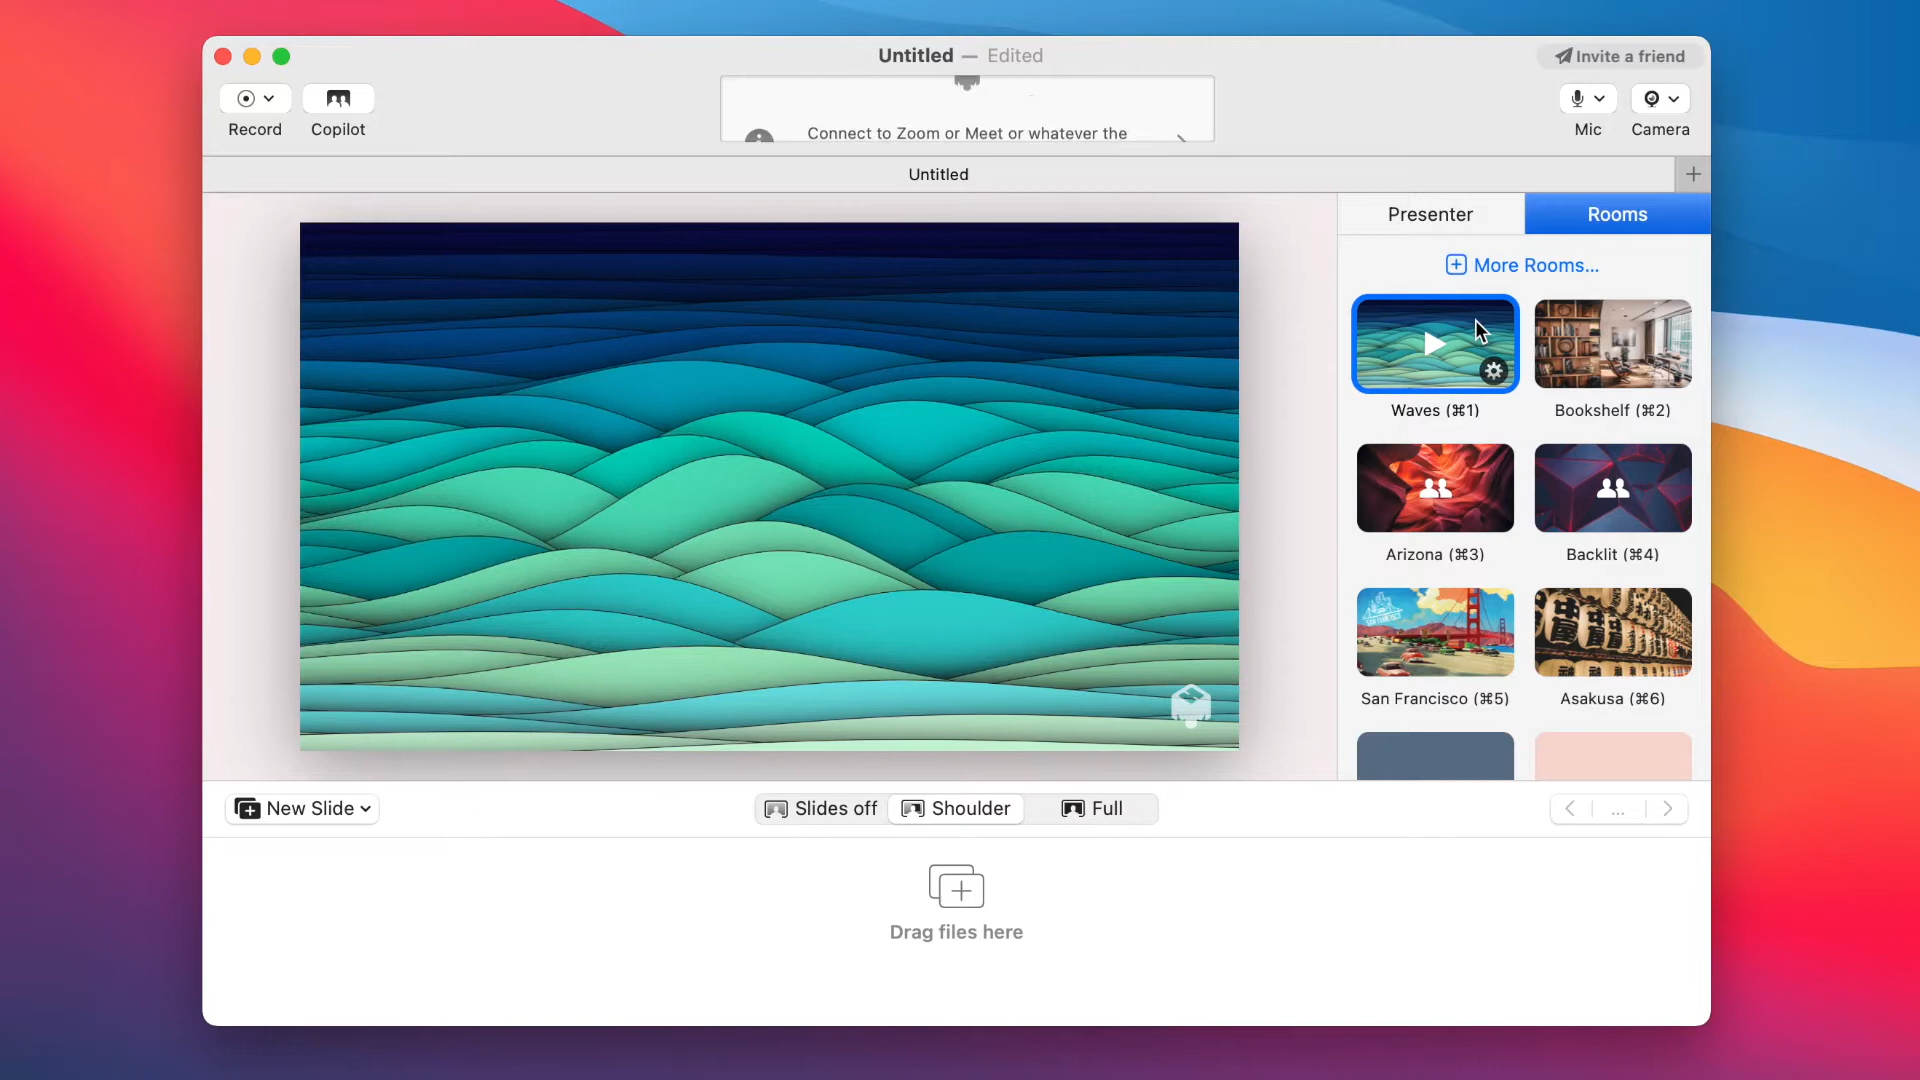 Untitled — Edited
Invite a friend
Record
Copilot
Connect to Zoom or Meet or whatever the
Mic
Camera
Untitled
Presenter
Rooms
More Rooms...
Waves (⌘1)
Bookshelf (⌘2)
Arizona (⌘3)
Backlit (⌘4)
SAN FRANCISCO
San Francisco (⌘5)
Asakusa (⌘6)
New Slide
Slides off
Shoulder
Full
...
Drag files here